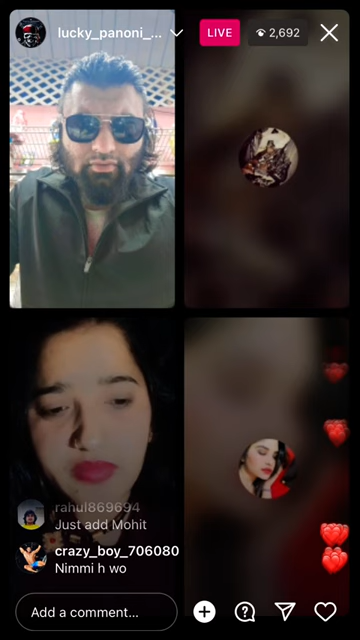 lucky_panoni_...
LIVE
2,692
rahul869694
Just add Mohit
crazy_boy_706080
Nimmi h wo
Add a comment...